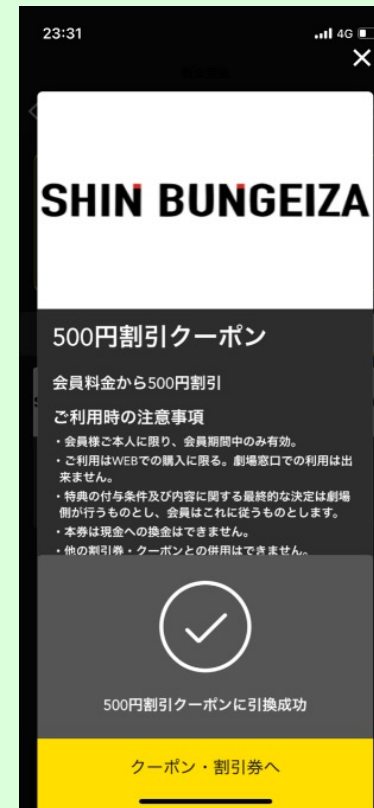 23:31
4G
SHIN BUNGEIZA
500円割引クーポン
会員料金から500円割引
ご利用時の注意事項
・会員様ご本人に限り、会員期間中のみ有効。
・ご利用はWEBでの購入に限る。劇場窓口での利用は出
来ません。
・特典の付与条件及び内容に関する最終的な決定は劇場
側が行うものとし、会員はこれに従うものとします。
・本券は現金への換金はできません。
・他の割引券・クーポンとの併用はできません。
500円割引クーポンに引換成功
クーポン・割引券へ